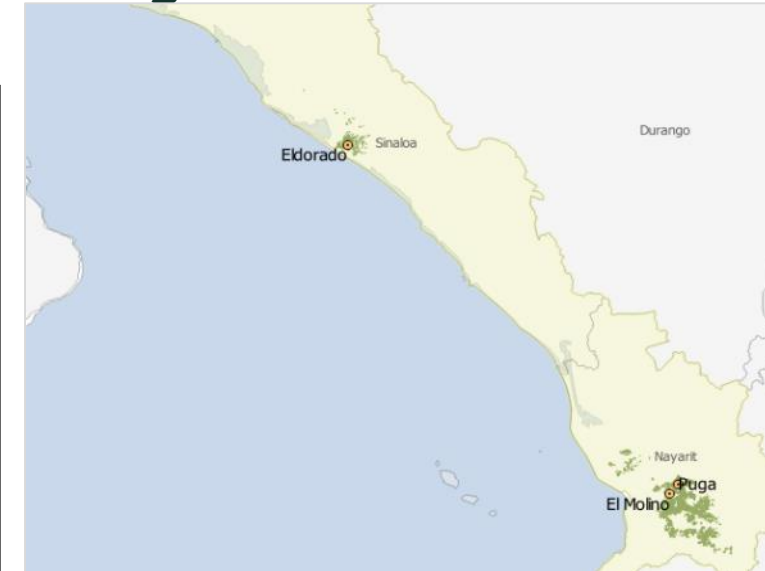 Durango
Sinaloa
Eldorado
Nayarit
Puga
El Molino